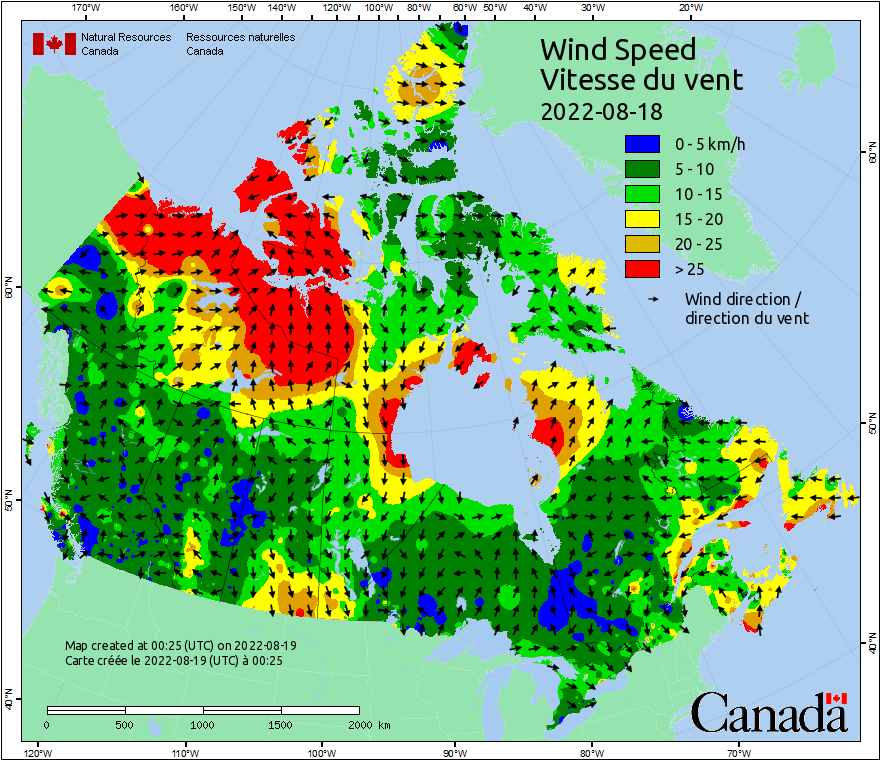 170°W 160°W 150°W 140°W 120°W 100°W 80°W 60°W 50°W 40°W 30°W 20°W
Natural Resources Ressources naturelles
Canada Canada
Wind Speed
Vitesse du vent
2022-08-18
0 - 5 km/h
5 - 10
10 - 15
15 - 20
20 - 25
> 25
Wind direction /
direction du vent
60°N
60°N
50°N
50°N
40°N
40°N
Map created at 00:25 (UTC) on 2022-08-19
Carte créée le 2022-08-19 (UTC) à 00:25
0 500 1000 1500 2000 km
Canada
120°W 110°W 100°W 90°W 80°W 70°W